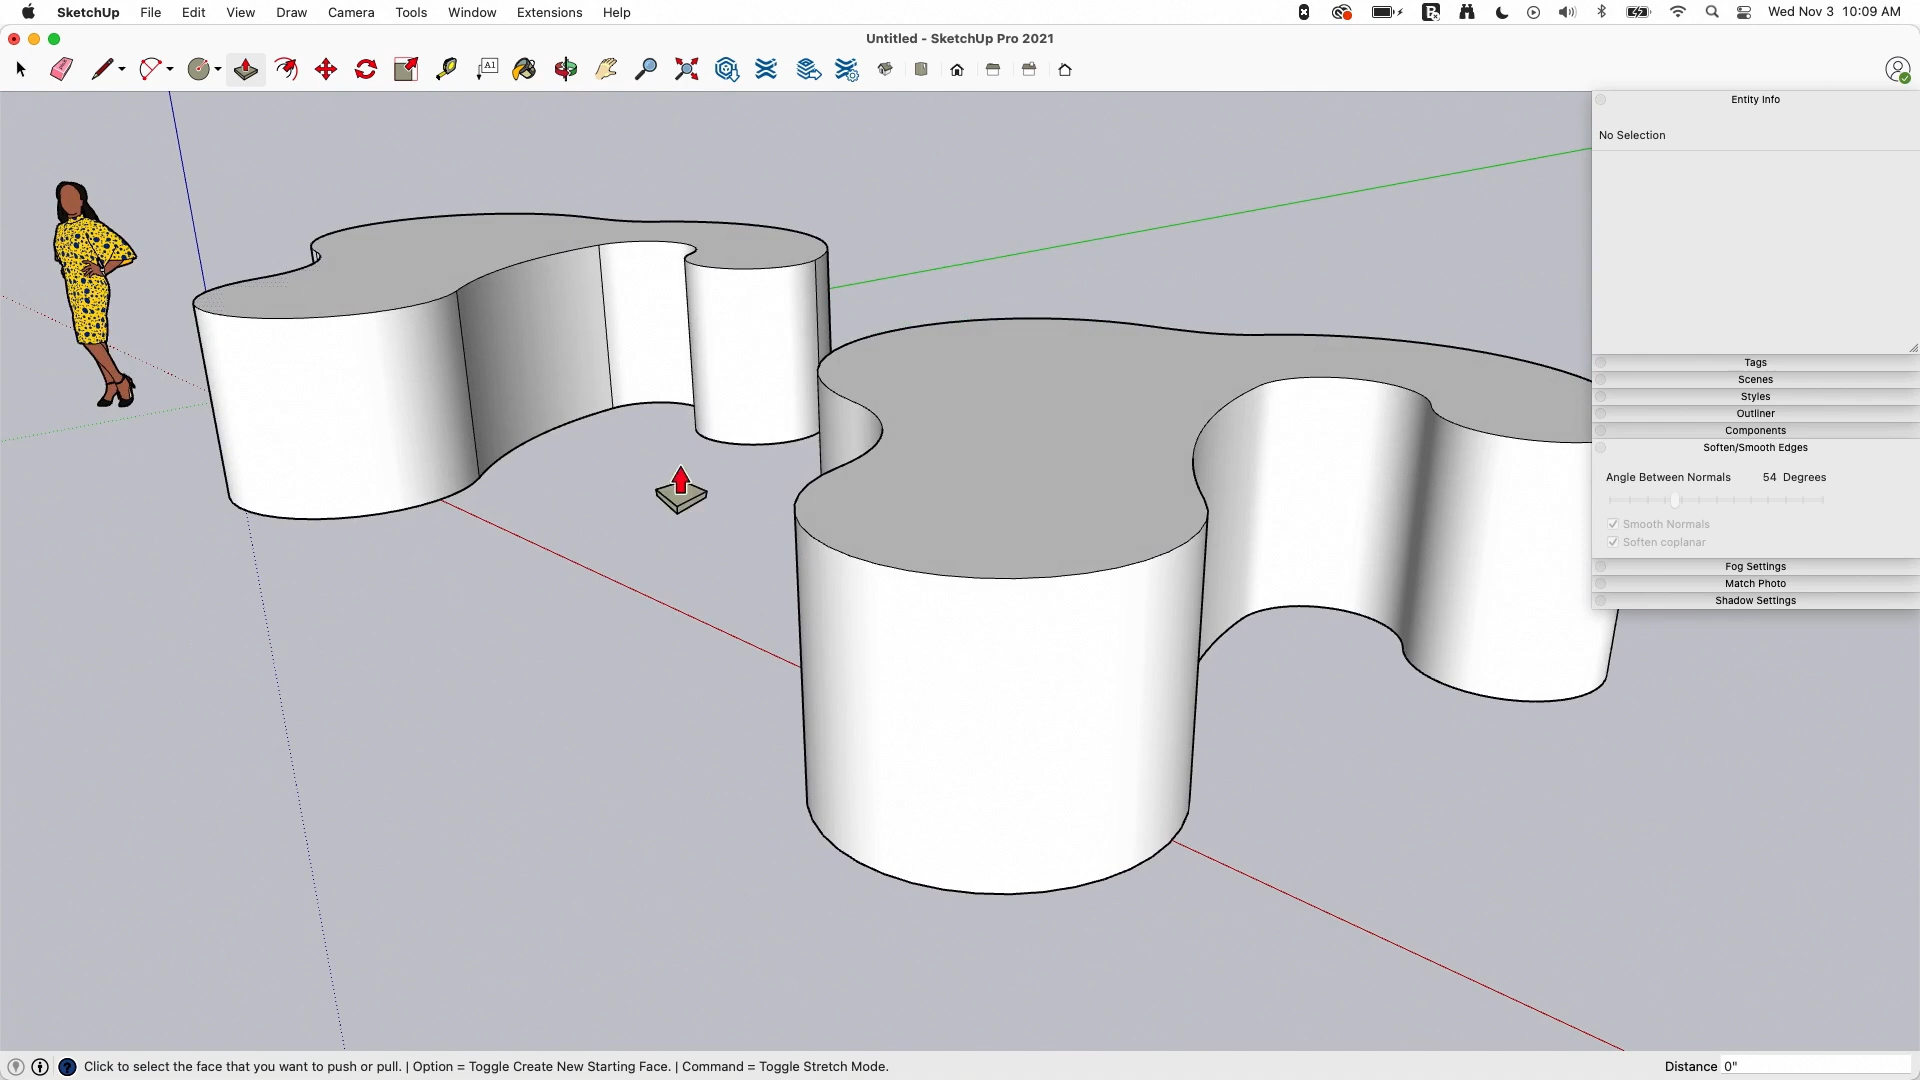 SketchUp File Edit View Draw Camera Tools Window Extensions Help Wed Nov 3 10:09 AM
Untitled - SketchUp Pro 2021
A1
Entity Info
No Selection
Tags
Scenes
Styles
Outliner
Components
Soften/Smooth Edges
Angle Between Normals 54 Degrees
Smooth Normals
Soften coplanar
Fog Settings
Match Photo
Shadow Settings
Click to select the face that you want to push or pull. | Option = Toggle Create New Starting Face. | Command = Toggle Stretch Mode. Distance 0"